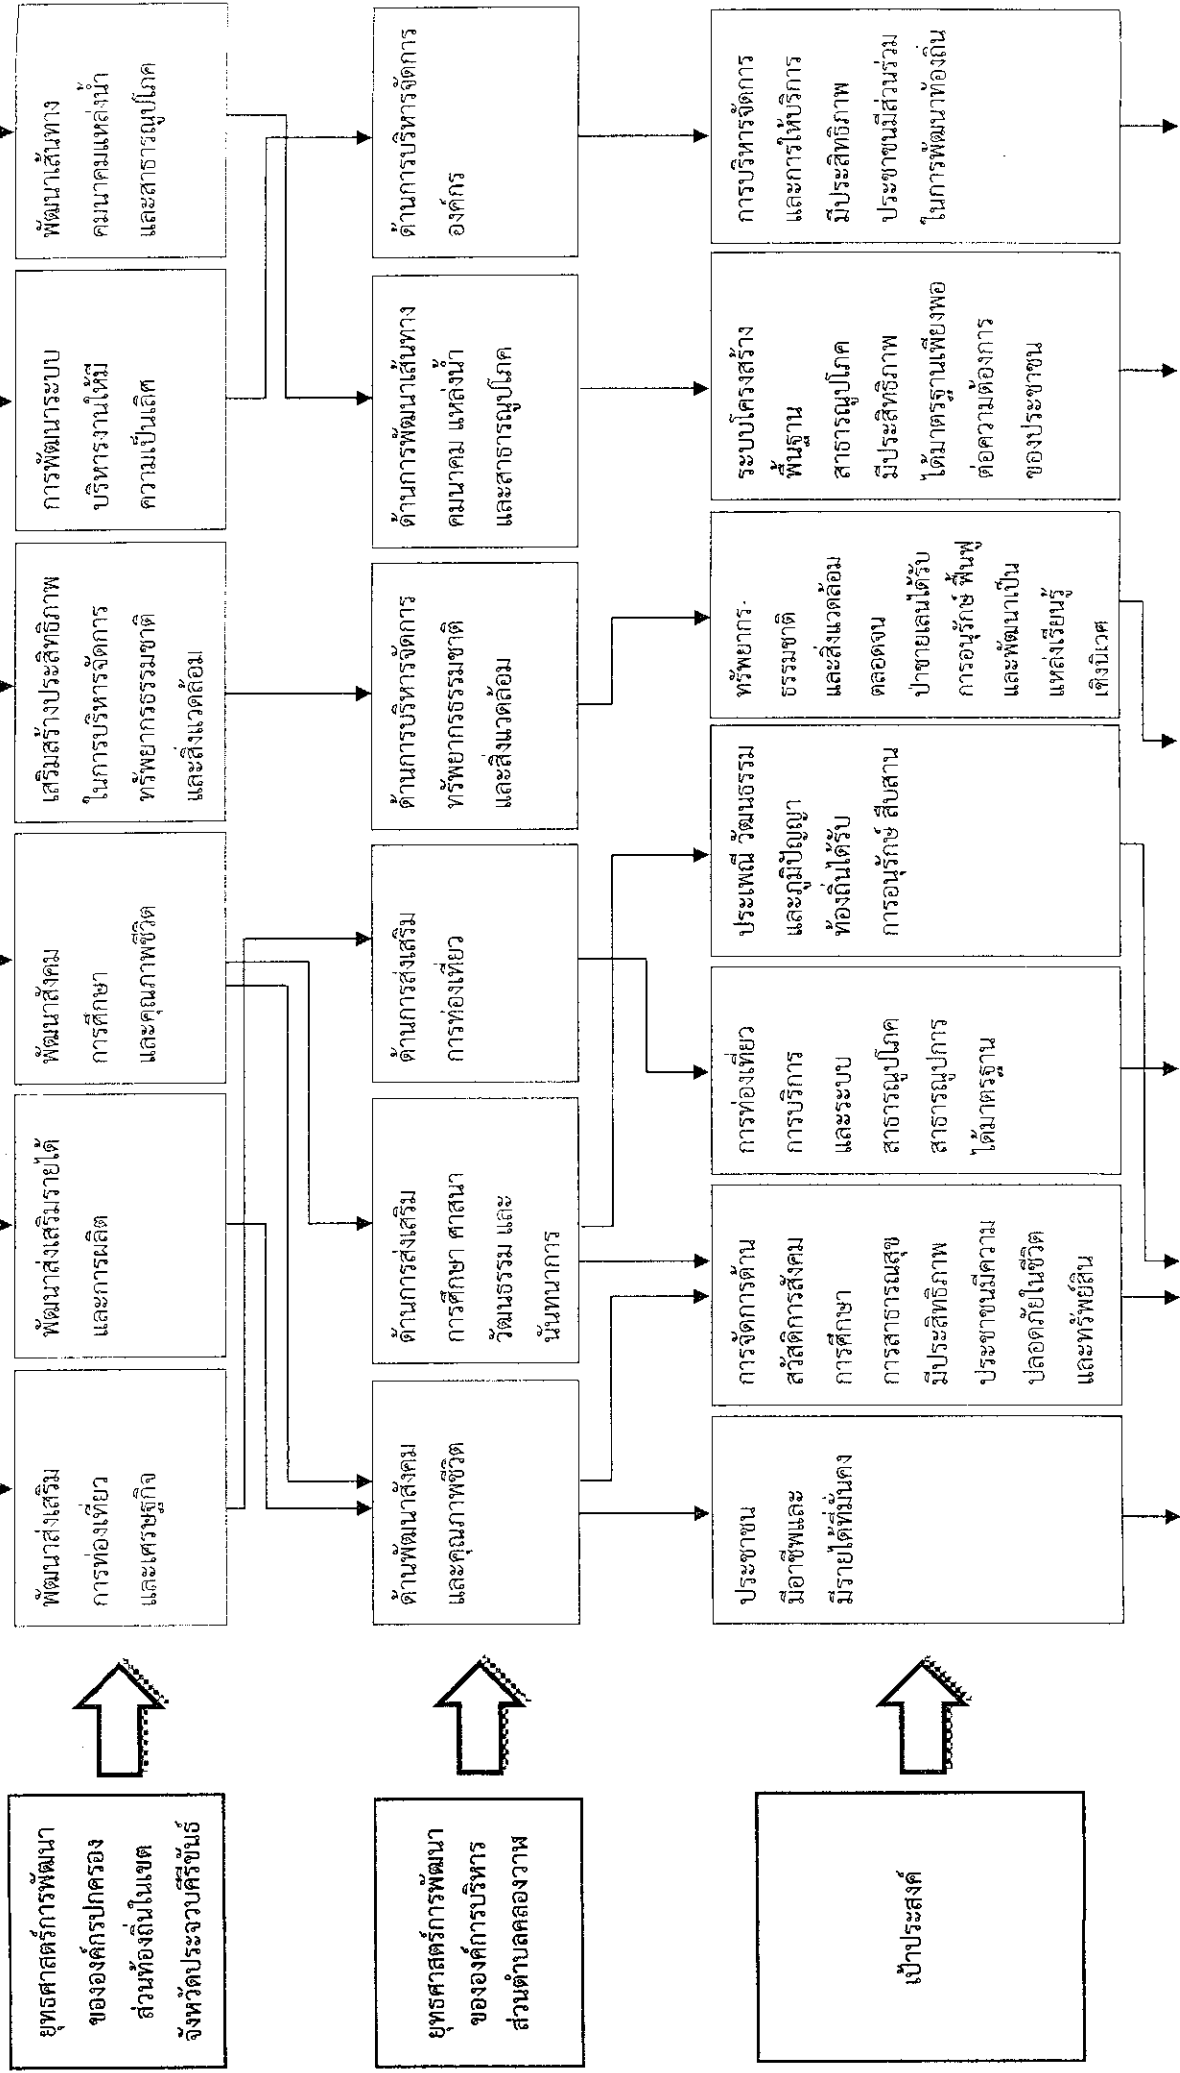 ยุทธศาสตร์การพัฒนา
ขององค์กรปกครอง
ส่วนท้องถิ่นในเขต
จังหวัดประจวบคีรีขันธ์
พัฒนาส่งเสริม
การท่องเที่ยว
และเศรษฐกิจ
พัฒนาส่งเสริมรายได้
และการผลิต
พัฒนาสังคม
การศึกษา
และคุณภาพชีวิต
เสริมสร้างประสิทธิภาพ
ในการบริหารจัดการ
ทรัพยากรธรรมชาติ
และสิ่งแวดล้อม
การพัฒนาระบบ
บริหารงานให้มี
ความเป็นเลิศ
พัฒนาเส้นทาง
คมนาคมแหล่งน้ำ
และสาธารณูปโภค
ยุทธศาสตร์การพัฒนา
ขององค์การบริหาร
ส่วนตำบลคลองวาฬ
ด้านพัฒนาสังคม
และคุณภาพชีวิต
ด้านการส่งเสริม
การศึกษา ศาสนา
วัฒนธรรม และ
นันทนาการ
ด้านการส่งเสริม
การท่องเที่ยว
ด้านการบริหารจัดการ
ทรัพยากรธรรมชาติ
และสิ่งแวดล้อม
ด้านการพัฒนาเส้นทาง
คมนาคม แหล่งน้ำ
และสาธารณูปโภค
ด้านการบริหารจัดการ
องค์กร
เป้าประสงค์
ประชาชน
มีอาชีพและ
มีรายได้ที่มั่นคง
การจัดการด้าน
สวัสดิการสังคม
การศึกษา
การสาธารณสุข
มีประสิทธิภาพ
ประชาชนมีความ
ปลอดภัยในชีวิต
และทรัพย์สิน
การท่องเที่ยว
การบริการ
และระบบ
สาธารณูปโภค
สาธารณูปการ
ได้มาตรฐาน
ประเพณี วัฒนธรรม
และภูมิปัญญา
ท้องถิ่นได้รับ
การอนุรักษ์ สืบสาน
ทรัพยากร
ธรรมชาติ
และสิ่งแวดล้อม
ตลอดจน
ป่าชายเลนได้รับ
การอนุรักษ์ ฟื้นฟู
และพัฒนาเป็น
แหล่งเรียนรู้
เชิงนิเวศ
ระบบโครงสร้าง
พื้นฐาน
สาธารณูปโภค
มีประสิทธิภาพ
ได้มาตรฐานเพียงพอ
ต่อความต้องการ
ของประชาชน
การบริหารจัดการ
และการให้บริการ
มีประสิทธิภาพ
ประชาชนมีส่วนร่วม
ในการพัฒนาท้องถิ่น